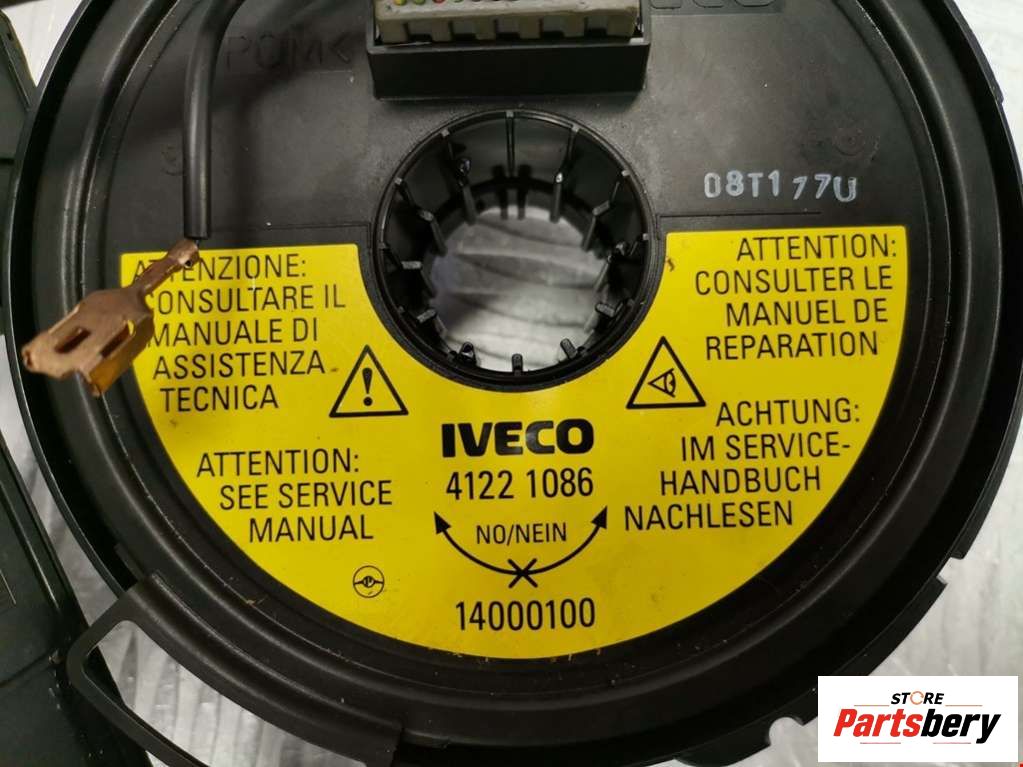 >POM<
08T177U
ATTENZIONE:
CONSULTARE IL
MANUALE DI
ASSISTENZA
TECNICA
ATTENTION:
CONSULTER LE
MANUEL DE
REPARATION
ATTENTION:
SEE SERVICE
MANUAL
ACHTUNG:
IM SERVICE-
HANDBUCH
NACHLESEN
IVECO
4122 1086
NO/NEIN
14000100
STORE
Partsbery